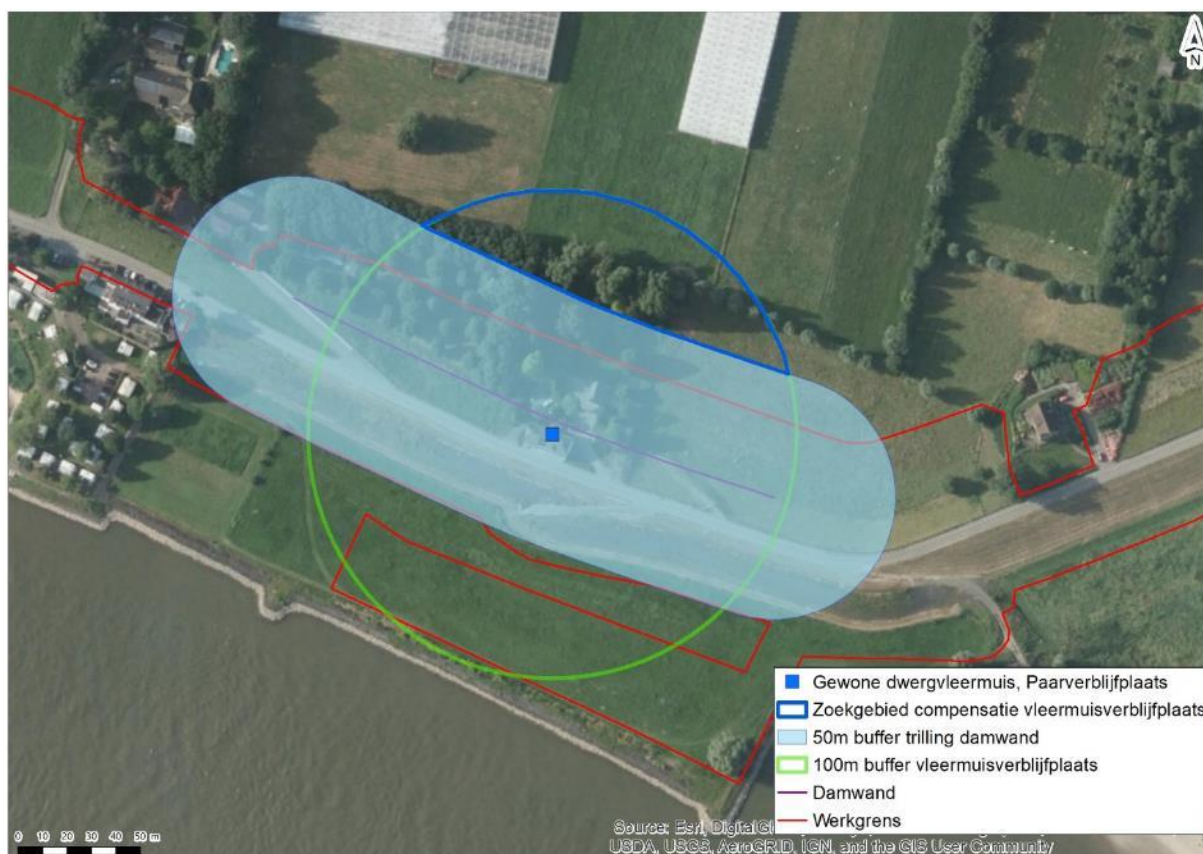 N
Gewone dwergvleermuis, Paarverblijfplaats
Zoekgebied compensatie vleermuisverblijfplaats
50m buffer trilling damwand
100m buffer vleermuisverblijfplaats
Damwand
Werkgrens
0 10 20 30 40 50 m
Source: Esri,
USDA, USGS, AeroGRID, IGN, and the GIS User Community